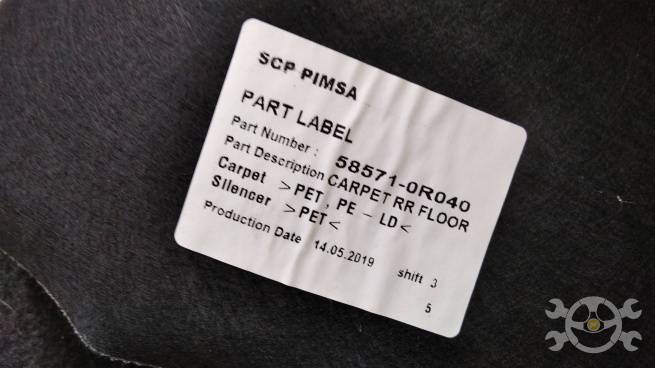 SCP PIMSA
PART LABEL
Part Number : 58571-0R040
Part Description CARPET RR FLOOR
Carpet >PET , PE - LD<
Silencer >PET<
Production Date 14.05.2019 shift 3
5